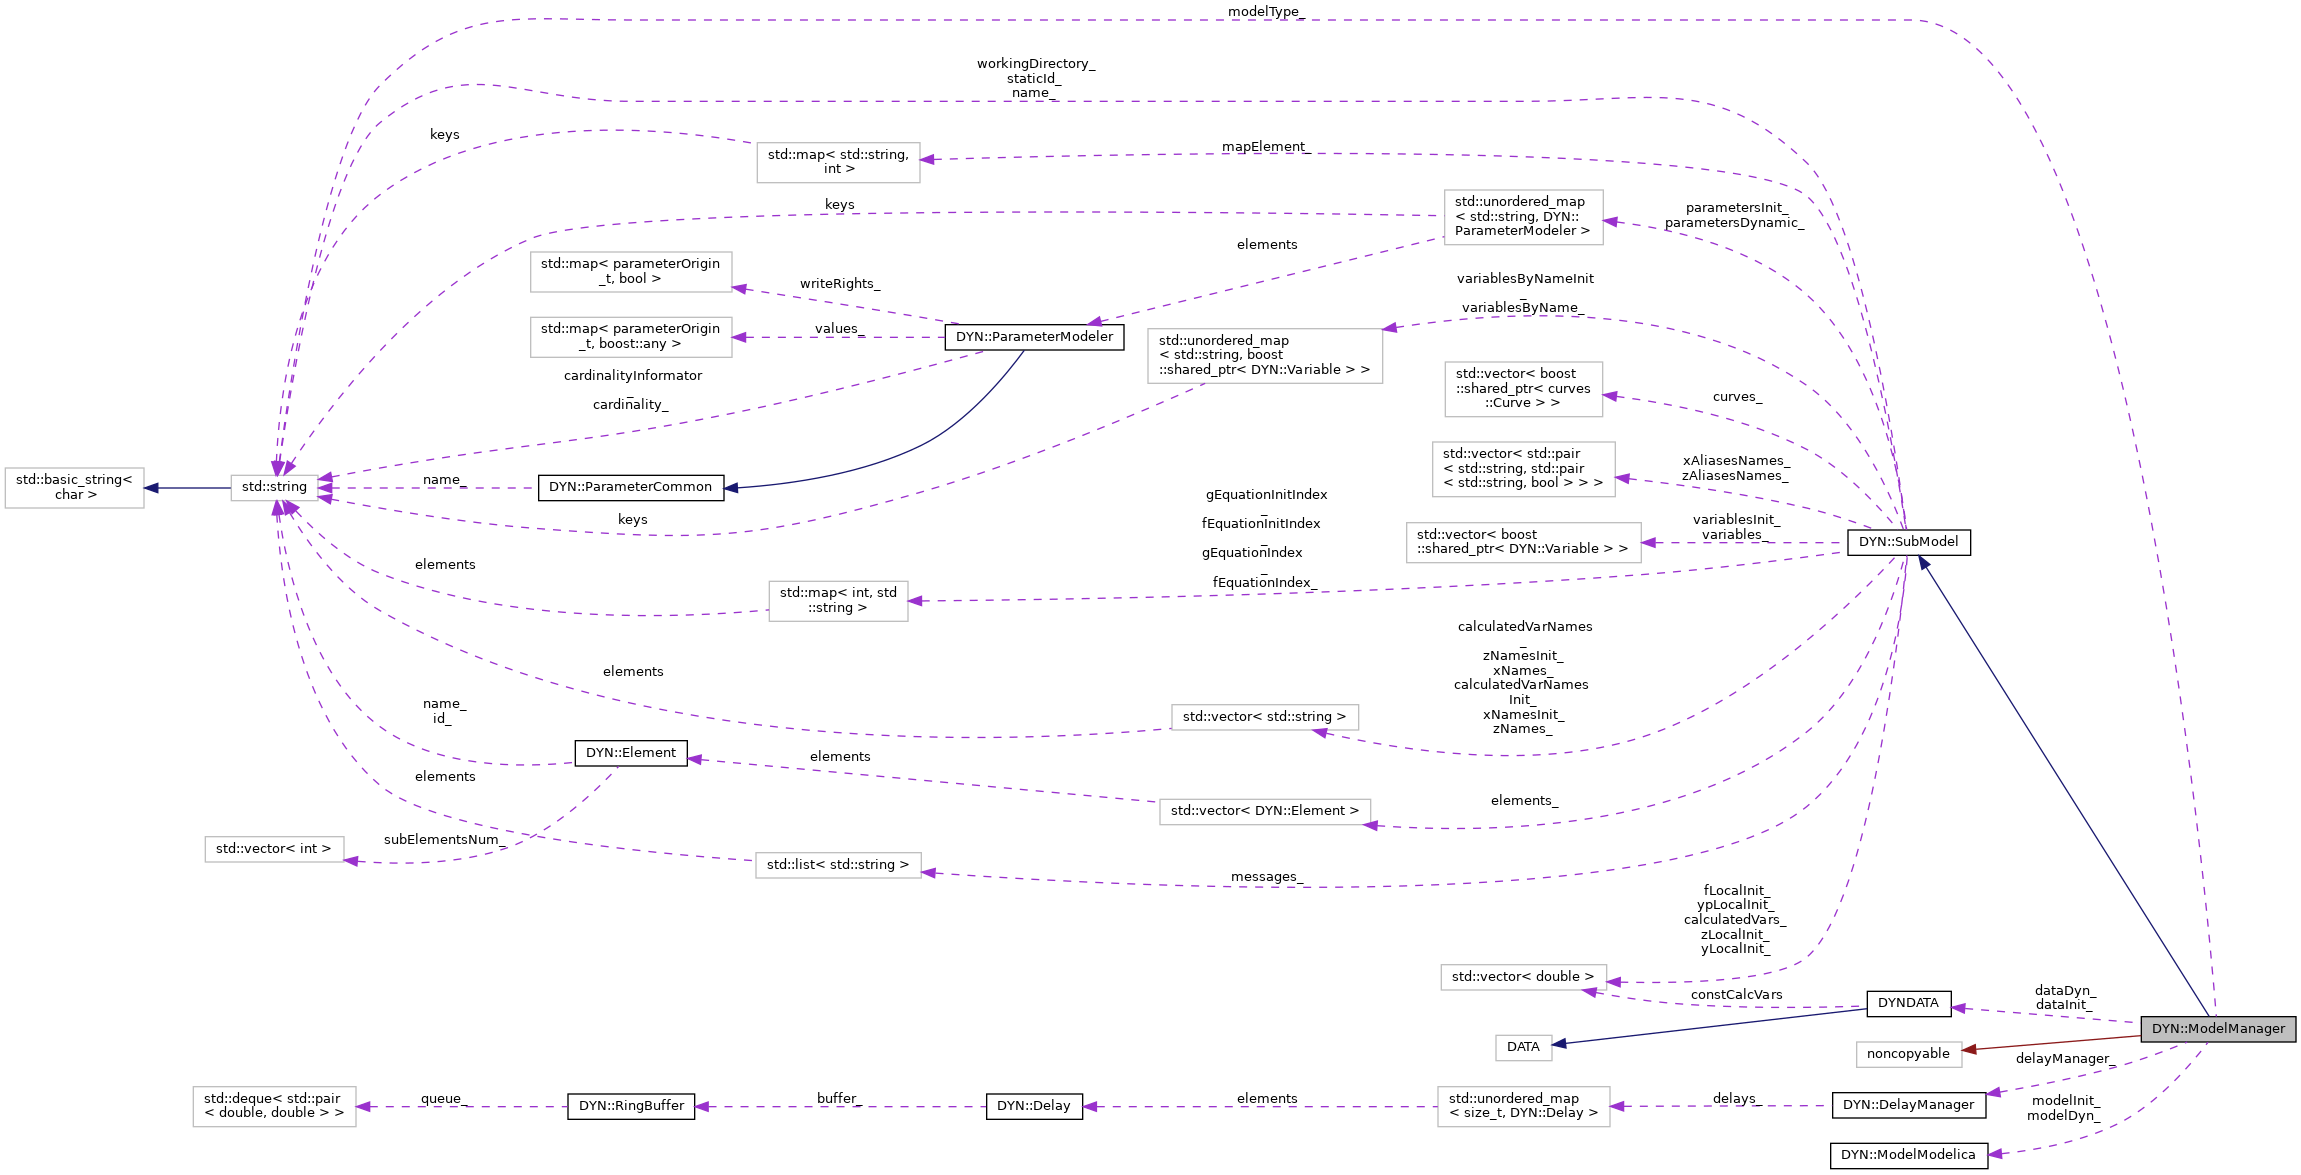 modelType_
workingDirectory_
staticId_
name_
keys
std::map< std::string,
int >
mapElement_
keys
std::unordered_map
< std::string, DYN::
ParameterModeler >
parametersInit_
parametersDynamic_
elements
std::map< parameterOrigin
_t, bool >
writeRights_
variablesByNameInit
_
variablesByName_
std::map< parameterOrigin
_t, boost::any >
values_
DYN::ParameterModeler
std::unordered_map
< std::string, boost
::shared_ptr< DYN::Variable > >
cardinalityInformator
_
cardinality_
std::vector< boost
::shared_ptr< curves
::Curve > >
curves_
std::vector< std::pair
< std::string, std::pair
< std::string, bool > > >
xAliasesNames_
zAliasesNames_
std::basic_string<
char >
std::string
name_
DYN::ParameterCommon
keys
gEquationInitIndex
_
fEquationInitIndex
_
gEquationIndex
_
fEquationIndex_
std::vector< boost
::shared_ptr< DYN::Variable > >
variablesInit_
variables_
DYN::SubModel
elements
std::map< int, std
::string >
calculatedVarNames
_
zNamesInit_
xNames_
calculatedVarNames
Init_
xNamesInit_
zNames_
elements
std::vector< std::string >
name_
id_
DYN::Element
elements
elements
std::vector< DYN::Element >
elements_
std::vector< int >
subElementsNum_
std::list< std::string >
messages_
fLocalInit_
ypLocalInit_
calculatedVars_
zLocalInit_
yLocalInit_
std::vector< double >
constCalcVars
DYNDATA
dataDyn_
dataInit_
DYN::ModelManager
DATA
noncopyable
delayManager_
std::deque< std::pair
< double, double > >
queue_
DYN::RingBuffer
buffer_
DYN::Delay
elements
std::unordered_map
< size_t, DYN::Delay >
delays_
DYN::DelayManager
modelInit_
modelDyn_
DYN::ModelModelica